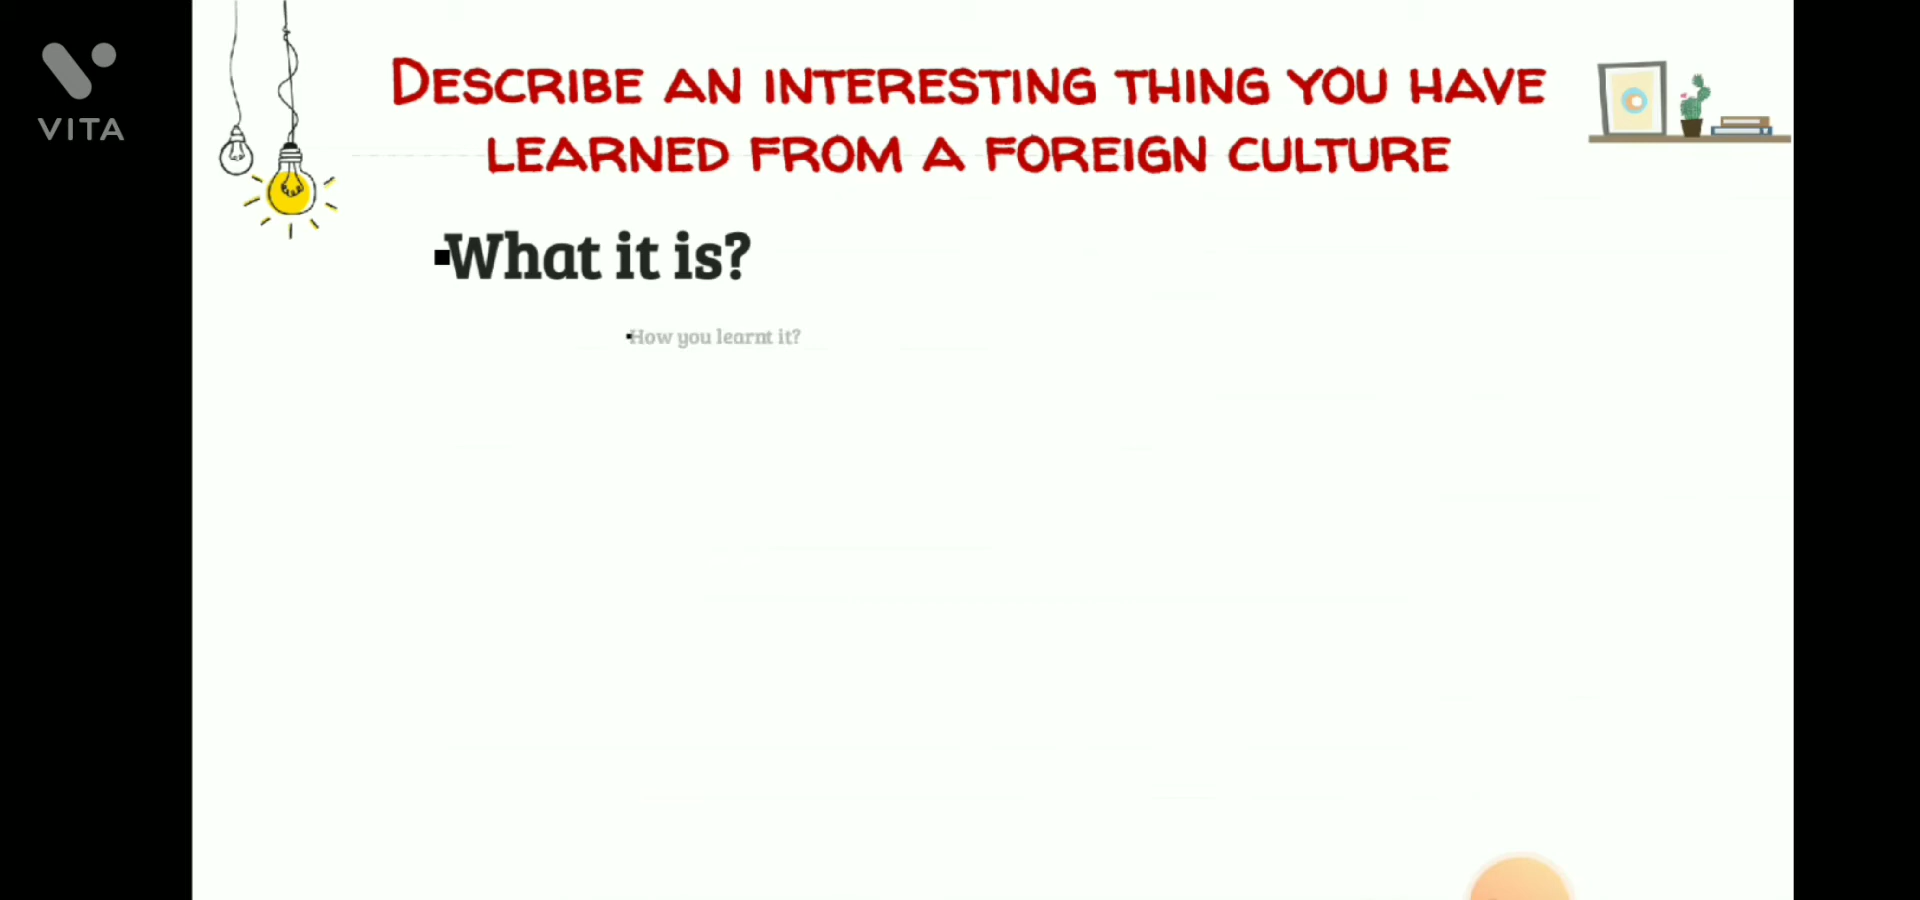 VITA
Describe an interesting thing you have
learned from a foreign culture
▪What it is?
▪How you learnt it?